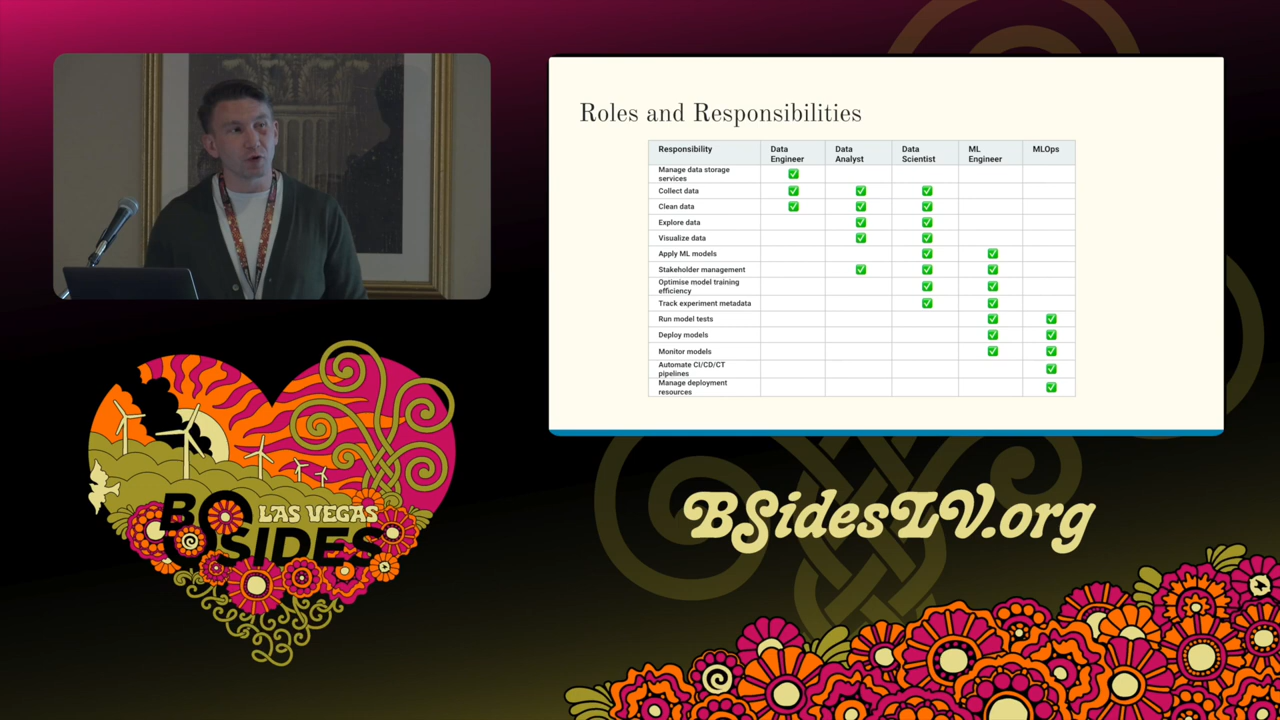 Roles and Responsibilities
Responsibility Data Engineer Data Analyst Data Scientist ML Engineer MLOps
Manage data storage services ✅
Collect data ✅ ✅ ✅
Clean data ✅ ✅ ✅
Explore data ✅ ✅
Visualize data ✅ ✅
Apply ML models ✅ ✅
Stakeholder management ✅ ✅ ✅
Optimise model training efficiency ✅ ✅
Track experiment metadata ✅ ✅
Run model tests ✅ ✅
Deploy models ✅ ✅
Monitor models ✅ ✅
Automate CI/CD/CT pipelines ✅
Manage deployment resources ✅
LAS VEGAS
BSIDES
BSidesLV.org